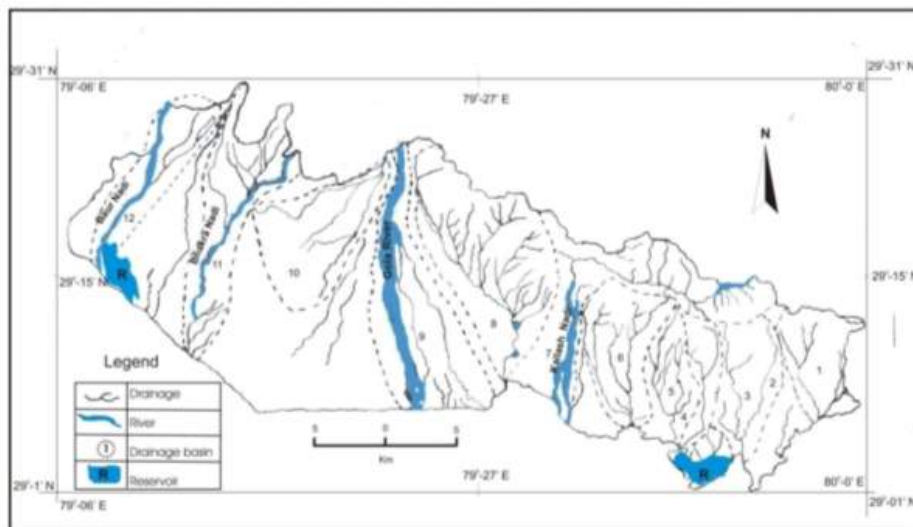 29°-31' N
29°-31' N
79°-06' E
79°-27' E
80°-0' E
N
Baur Nadi
12
Bhakra Nadi
Gola River
11
10
R
29°-15' N
29°-15' N
9
8
7
Kailash Nadi
6
5
4
3
2
1
Legend
Drainage
River
1 Drainage basin
R Reservoir
5 0 5
Km
R
29°-1' N
79°-06' E
79°-27' E
80°-0' E
29°-01' N